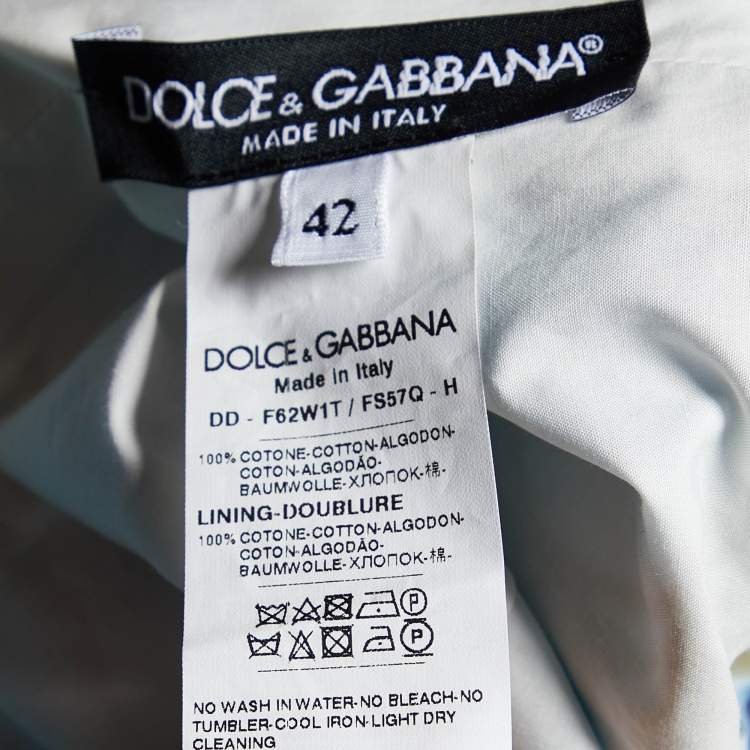 DOLCE & GABBANA®
MADE IN ITALY
42
DOLCE & GABBANA
Made in Italy
DD - F62W1T / FS57Q - H
100% COTONE-COTTON-ALGODON-
COTON-ALGODÃO-
BAUMWOLLE-ХЛОПОК-棉-
LINING-DOUBLURE
100% COTONE-COTTON-ALGODON-
COTON-ALGODÃO-
BAUMWOLLE-ХЛОПОК-棉-
P
P
NO WASH IN WATER-NO BLEACH-NO
TUMBLER-COOL IRON-LIGHT DRY
CLEANING